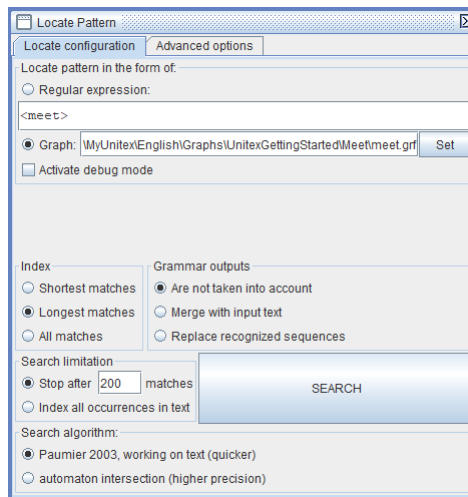 Locate Pattern
Locate configuration
Advanced options
Locate pattern in the form of:
Regular expression:
<meet>
Graph: \MyUnitex\English\Graphs\UnitexGettingStarted\Meet\meet.grf Set
Activate debug mode
Index
Shortest matches
Longest matches
All matches
Grammar outputs
Are not taken into account
Merge with input text
Replace recognized sequences
Search limitation
Stop after 200 matches
Index all occurrences in text
SEARCH
Search algorithm:
Paumier 2003, working on text (quicker)
automaton intersection (higher precision)